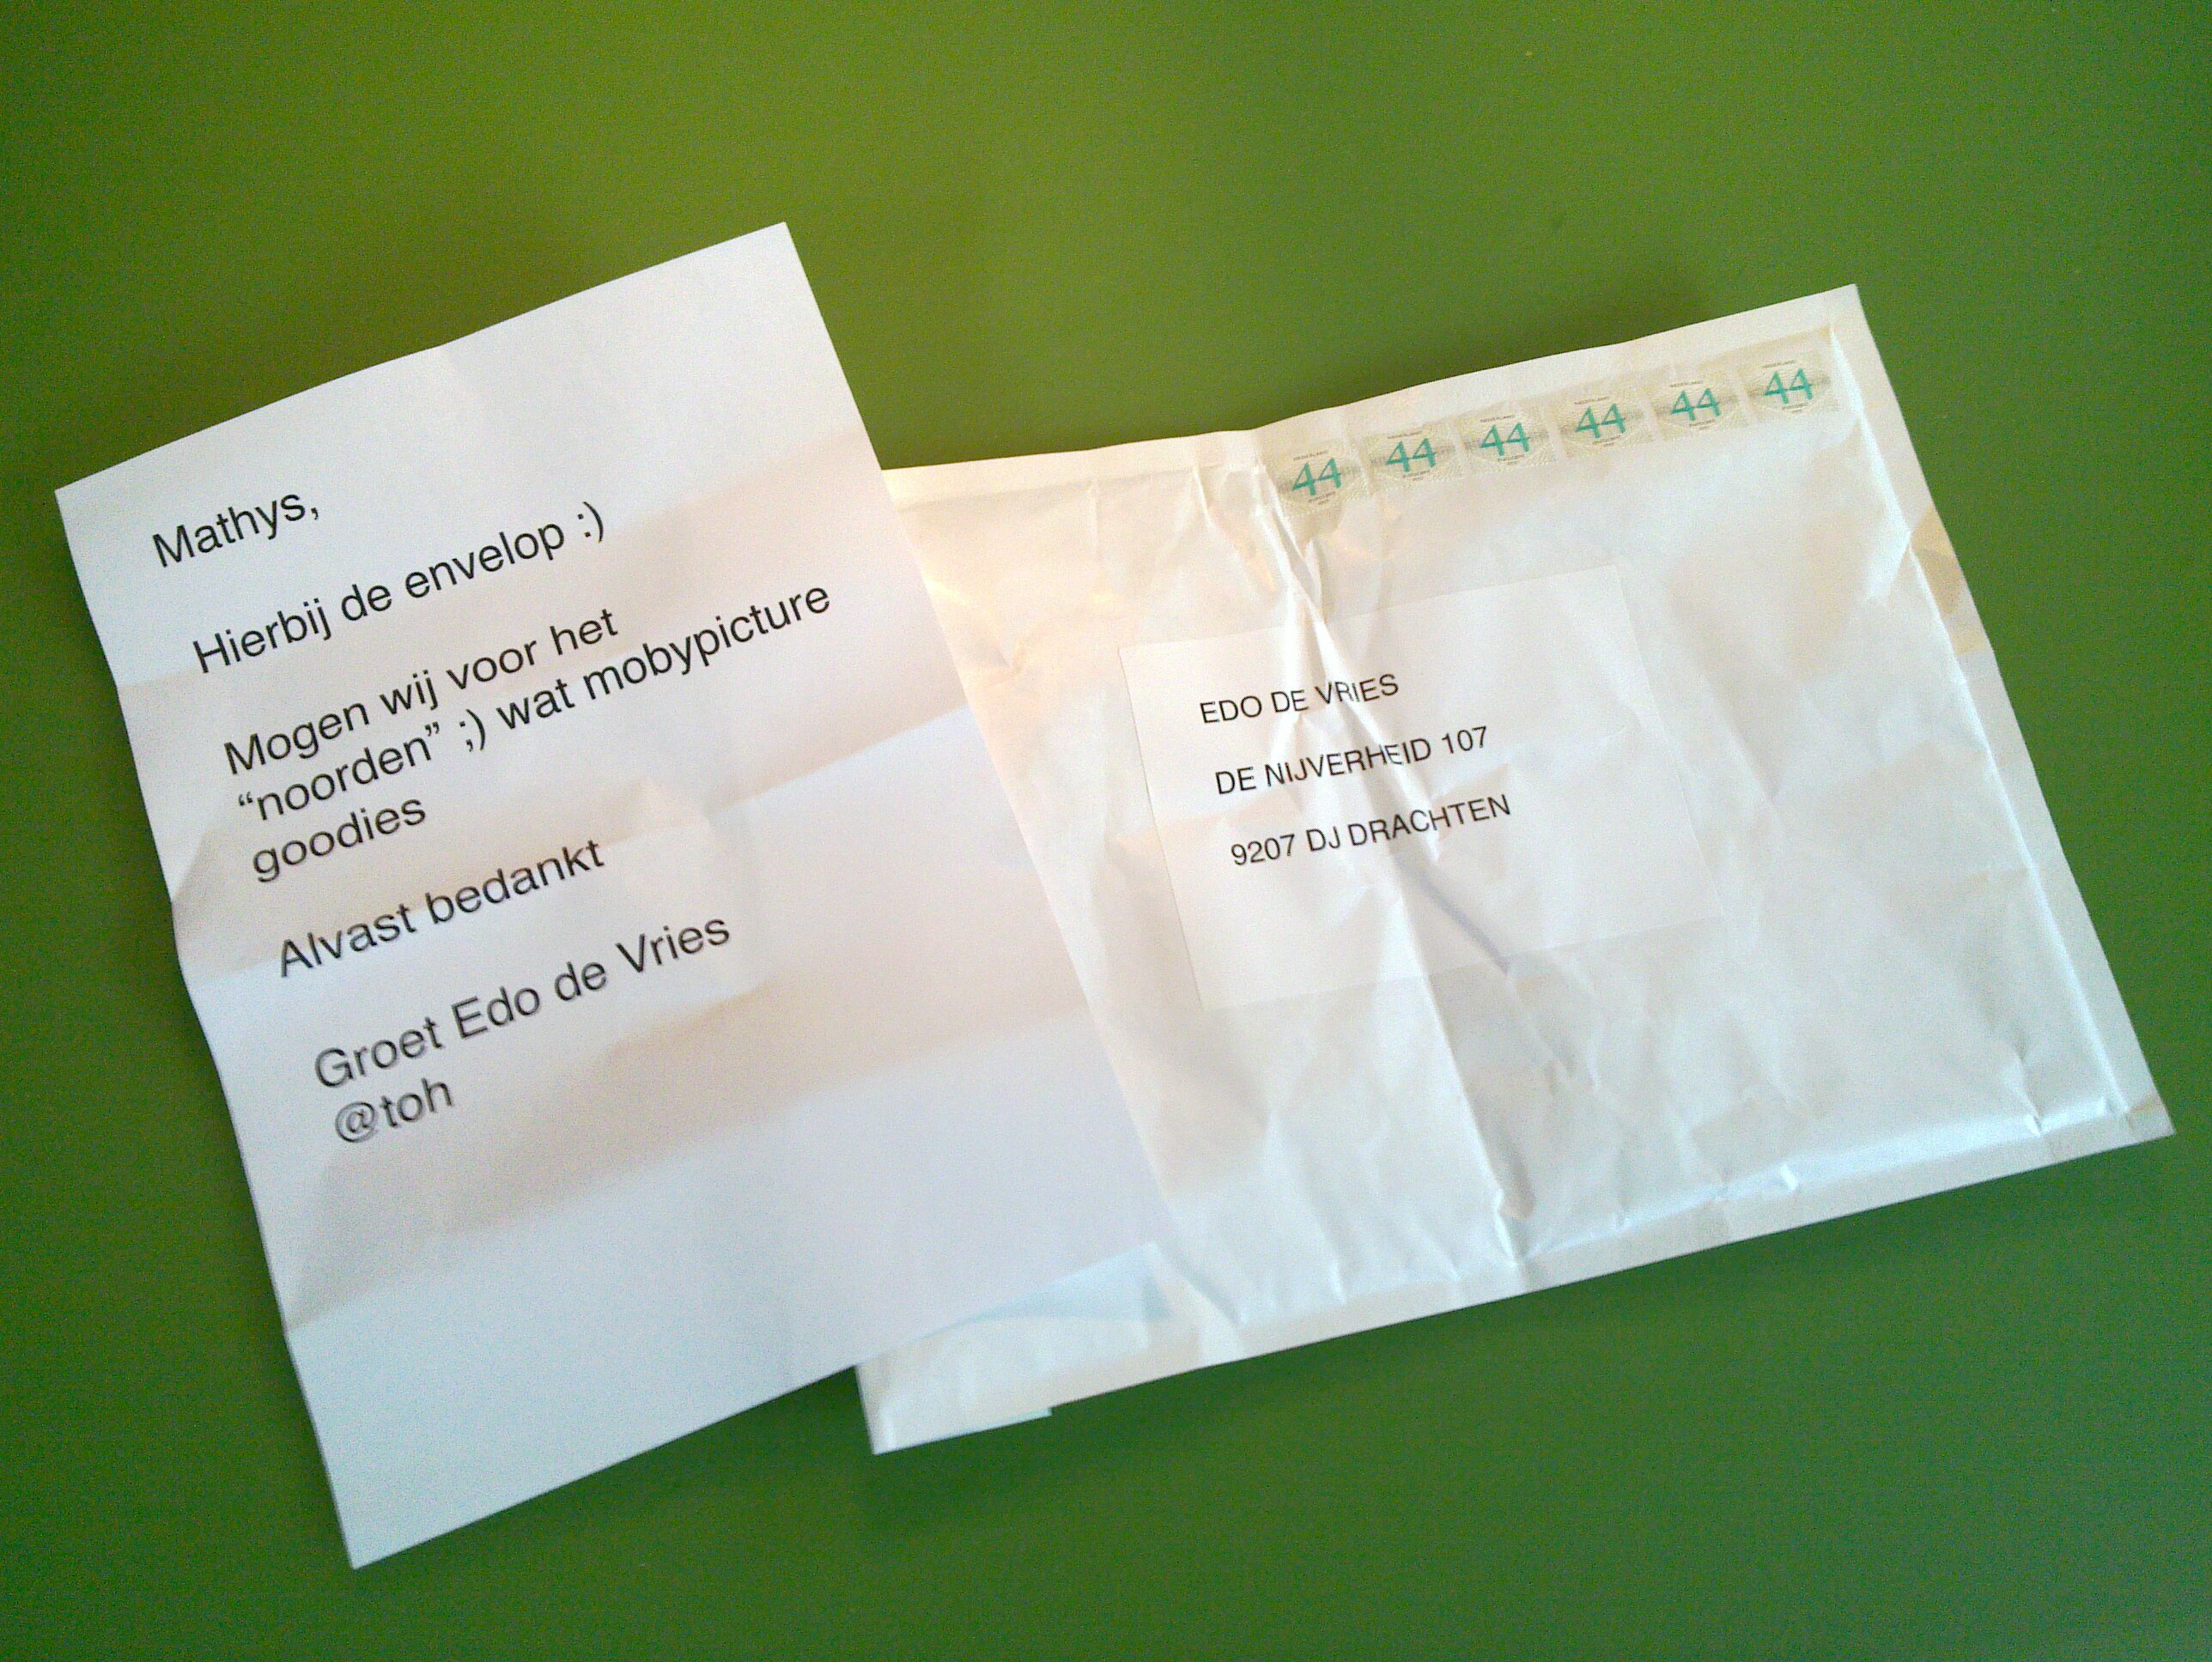 Mathys,
Hierbij de envelop :)
Mogen wij voor het
“noorden” ;) wat mobypicture
goodies
Alvast bedankt
Groet Edo de Vries
@toh
44 44 44 44 44 44
EDO DE VRIES
DE NIJVERHEID 107
9207 DJ DRACHTEN